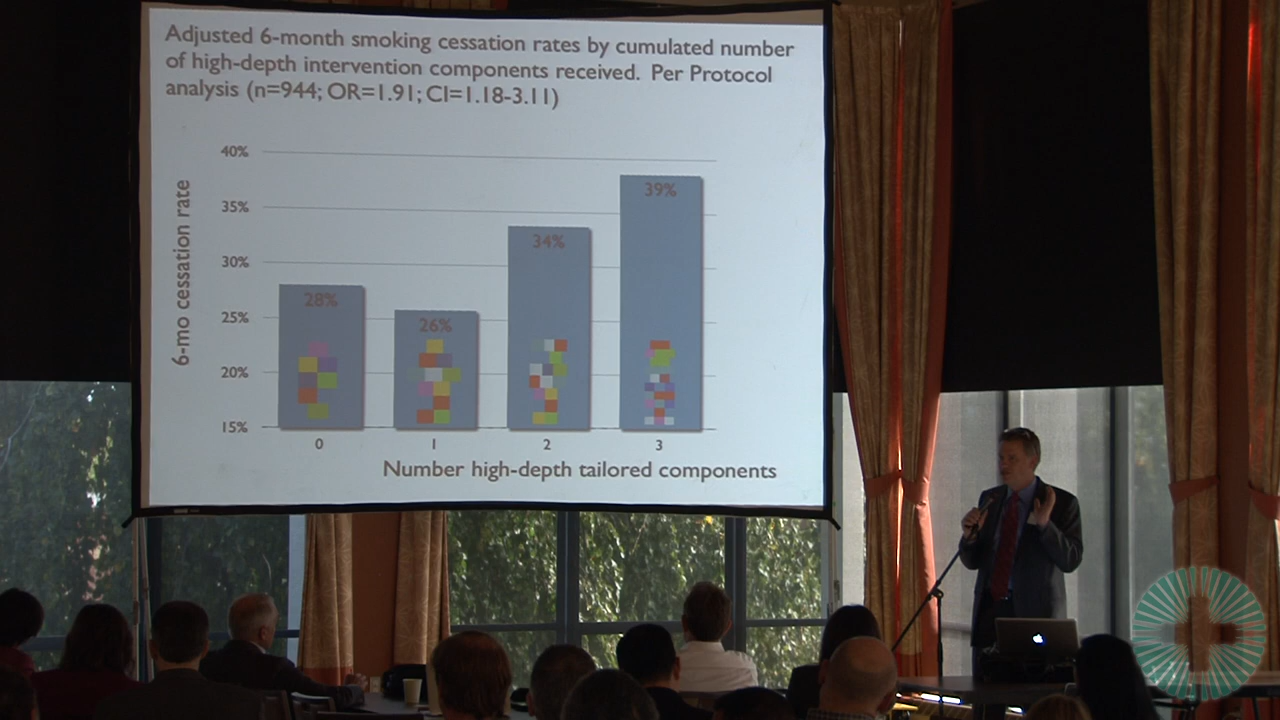 Adjusted 6-month smoking cessation rates by cumulated number
of high-depth intervention components received. Per Protocol
analysis (n=944; OR=1.91; CI=1.18-3.11)
40%
35%
30%
25%
20%
15%
6-mo cessation rate
28%
26%
34%
39%
0
1
2
3
Number high-depth tailored components